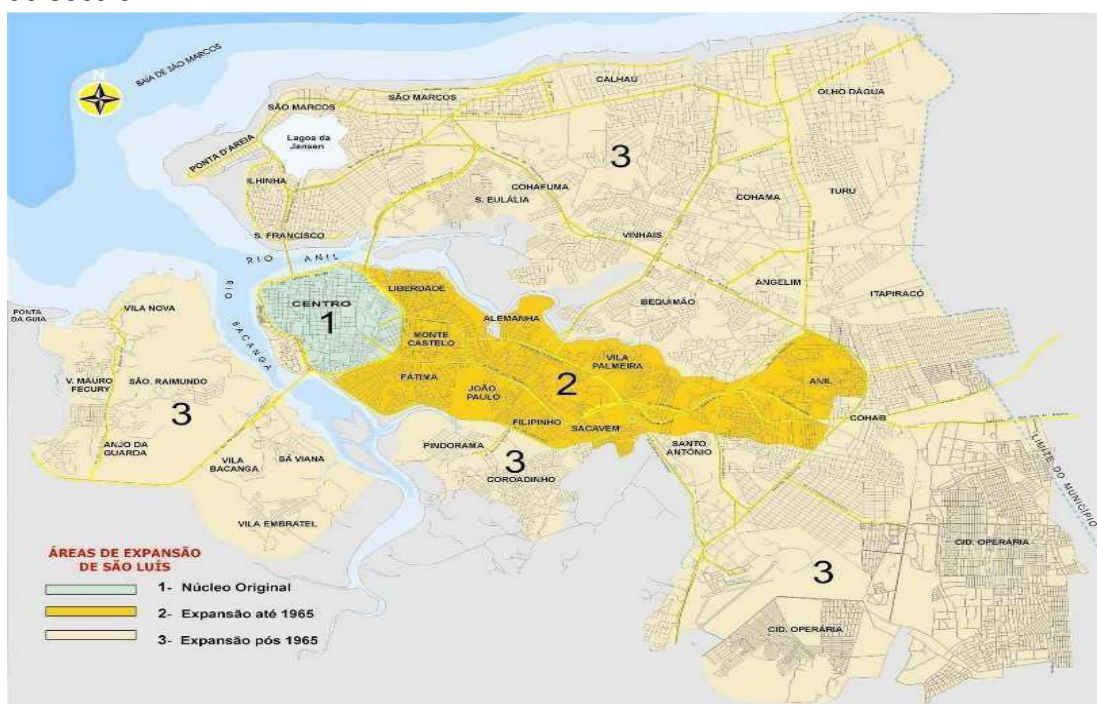 N
BAIA DE SÃO MARCOS
CALHAU
SÃO MARCOS
SÃO MARCOS
OLHO DÁGUA
PONTA D'AREIA
Lagoa da
Jansen
3
ILHINHA
COHAFUMA
S. EULÁLIA
COHAMA
TURU
S. FRANCISCO
VINHAIS
RIO ANIL
ANGELIM
ITAPIRACÓ
LIBERDADE
BEQUIMÃO
VILA NOVA
PONTA
DA GUIA
RIO BACANGA
CENTRO
1
ALEMANHA
MONTE
CASTELO
VILA
PALMEIRA
ANIL
V. MAURO
FECURY
SÃO. RAIMUNDO
3
FÁTIMA
JOÃO
PAULO
2
COHAB
FILIPINHO
SACAVEM
ANJO DA
GUARDA
PINDORAMA
SANTO
ANTÔNIO
VILA
BACANGA
SÁ VIANA
3
COROADINHO
LIMITE DO MUNICÍPIO
VILA EMBRATEL
CID. OPERÁRIA
3
CID. OPERÁRIA
ÁREAS DE EXPANSÃO
DE SÃO LUÍS
1- Núcleo Original
2- Expansão até 1965
3- Expansão pós 1965